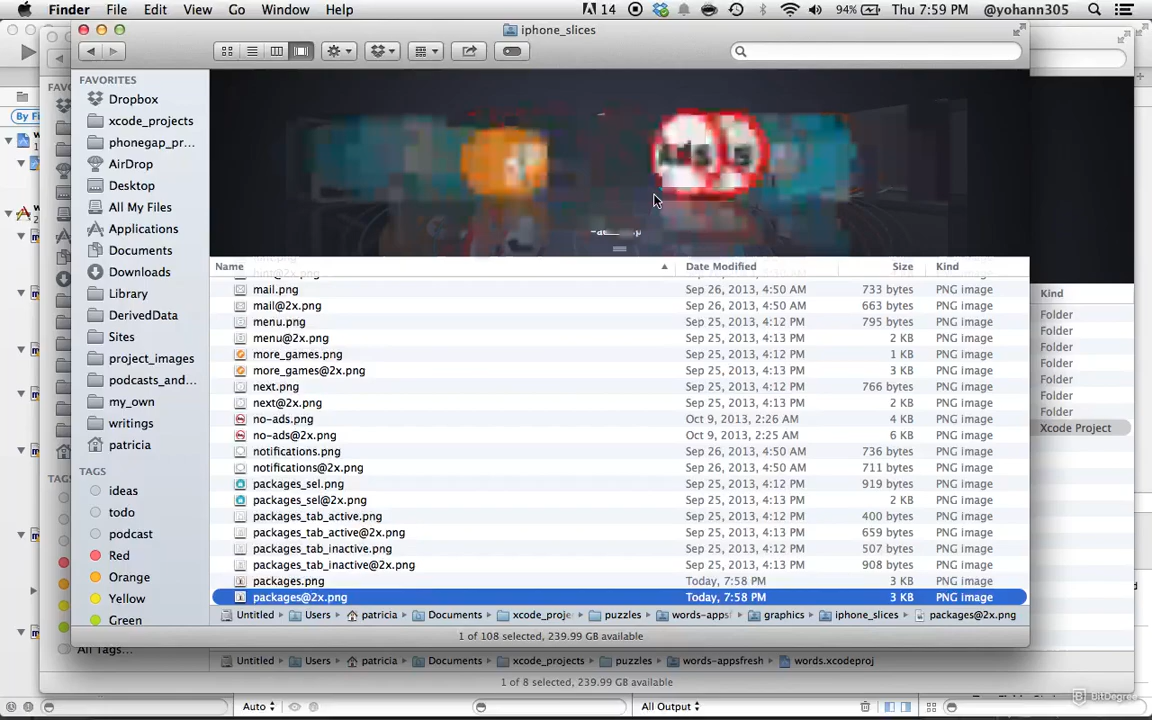 Finder File Edit View Go Window Help 14 94% Thu 7:59 PM @yohann305
iphone_slices
FAVORITES
Dropbox
xcode_projects
phonegap_pr...
AirDrop
Desktop
All My Files
Applications
Documents
Downloads
Library
DerivedData
Sites
project_images
podcasts_and...
my_own
writings
patricia
TAGS
ideas
todo
podcast
Red
Orange
Yellow
Green
All Tags...
Name Date Modified Size Kind
mail.png Sep 26, 2013, 4:50 AM 733 bytes PNG image
mail@2x.png Sep 26, 2013, 4:50 AM 663 bytes PNG image
menu.png Sep 25, 2013, 4:12 PM 795 bytes PNG image
menu@2x.png Sep 25, 2013, 4:13 PM 2 KB PNG image
more_games.png Sep 25, 2013, 4:12 PM 1 KB PNG image
more_games@2x.png Sep 25, 2013, 4:13 PM 3 KB PNG image
next.png Sep 25, 2013, 4:12 PM 766 bytes PNG image
next@2x.png Sep 25, 2013, 4:13 PM 2 KB PNG image
no-ads.png Oct 9, 2013, 2:26 AM 4 KB PNG image
no-ads@2x.png Oct 9, 2013, 2:25 AM 6 KB PNG image
notifications.png Sep 26, 2013, 4:50 AM 736 bytes PNG image
notifications@2x.png Sep 26, 2013, 4:50 AM 711 bytes PNG image
packages_sel.png Sep 25, 2013, 4:12 PM 919 bytes PNG image
packages_sel@2x.png Sep 25, 2013, 4:13 PM 2 KB PNG image
packages_tab_active.png Sep 25, 2013, 4:12 PM 400 bytes PNG image
packages_tab_active@2x.png Sep 25, 2013, 4:13 PM 659 bytes PNG image
packages_tab_inactive.png Sep 25, 2013, 4:12 PM 507 bytes PNG image
packages_tab_inactive@2x.png Sep 25, 2013, 4:13 PM 908 bytes PNG image
packages.png Today, 7:58 PM 3 KB PNG image
packages@2x.png Today, 7:58 PM 3 KB PNG image
Untitled Users patricia Documents xcode_proje puzzles words-apps graphics iphone_slices packages@2x.png
1 of 108 selected, 239.99 GB available
Kind
Folder
Folder
Folder
Folder
Folder
Folder
Folder
Xcode Project
Untitled Users patricia Documents xcode_projects puzzles words-appsfresh words.xcodeproj
1 of 8 selected, 239.99 GB available
By Fi
Auto All Output
BitDegree